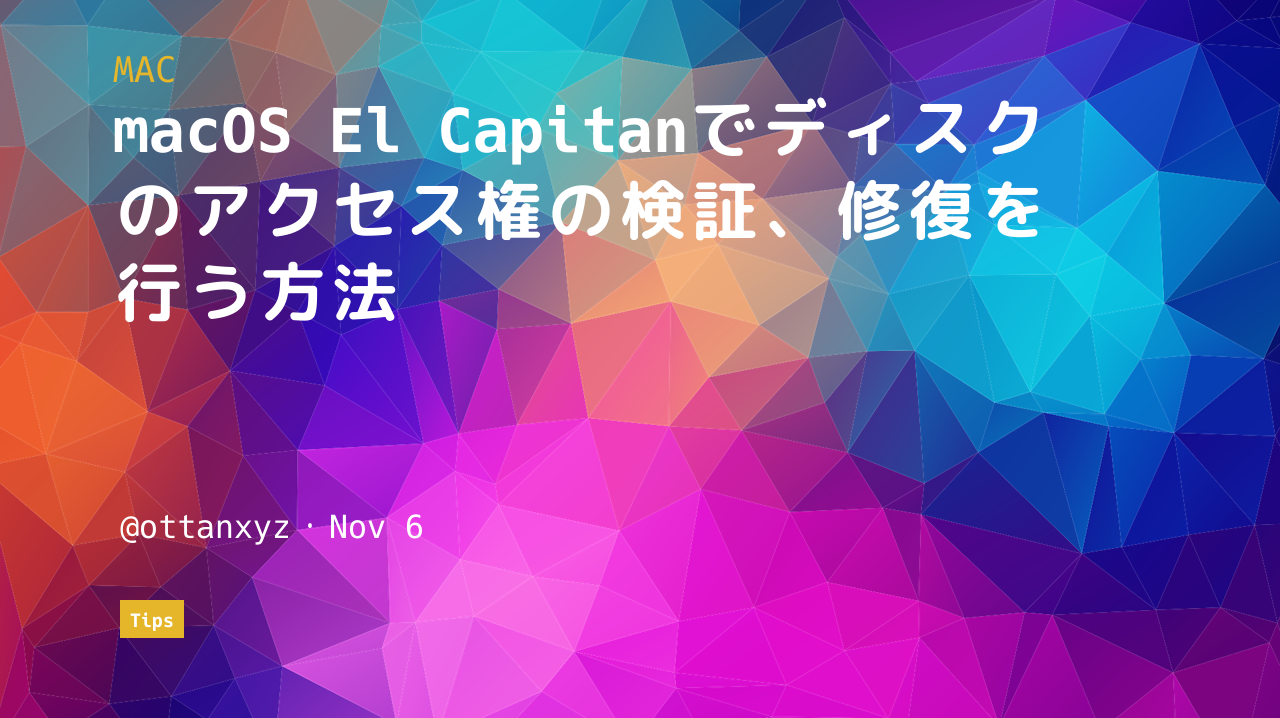 MAC
macOS El Capitanでディスク
のアクセス権の検証、修復を
行う方法
@ottanxyz・Nov 6
Tips